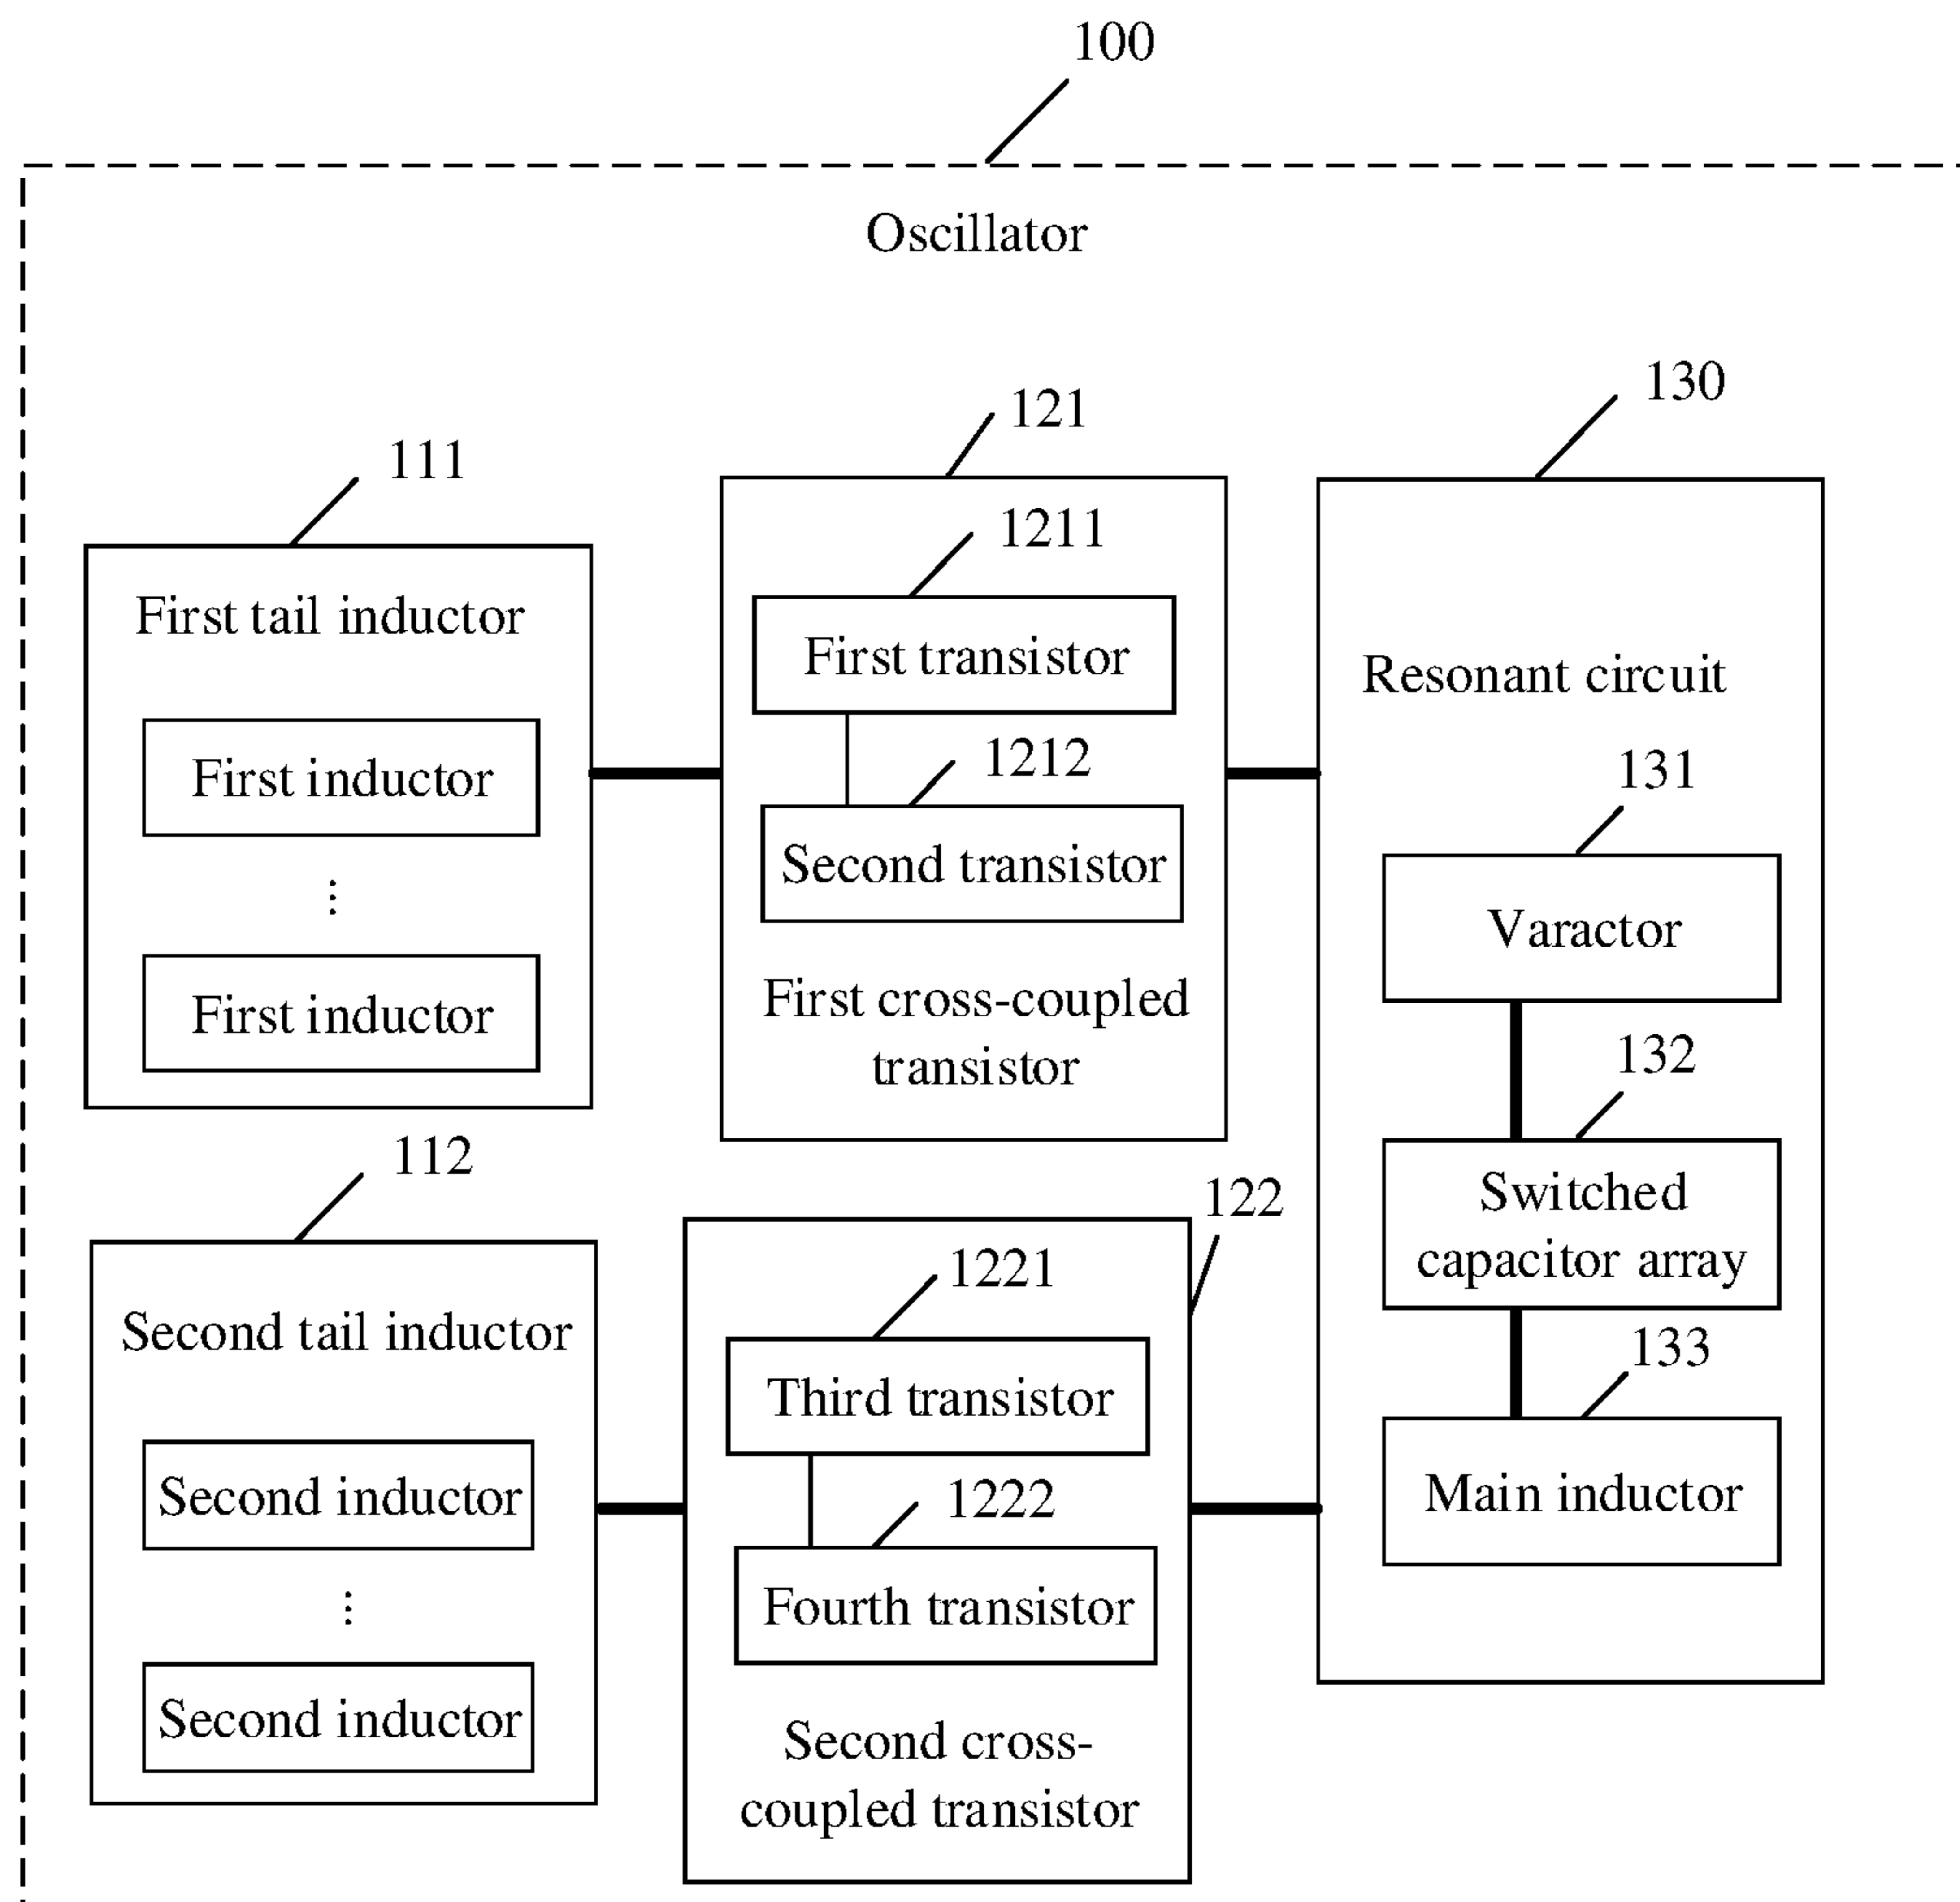 100
Oscillator
111
First tail inductor
First inductor
⋮
First inductor
121
1211
First transistor
1212
Second transistor
First cross-coupled
transistor
130
Resonant circuit
131
Varactor
132
Switched
capacitor array
133
Main inductor
112
Second tail inductor
Second inductor
⋮
Second inductor
122
1221
Third transistor
1222
Fourth transistor
Second cross-
coupled transistor